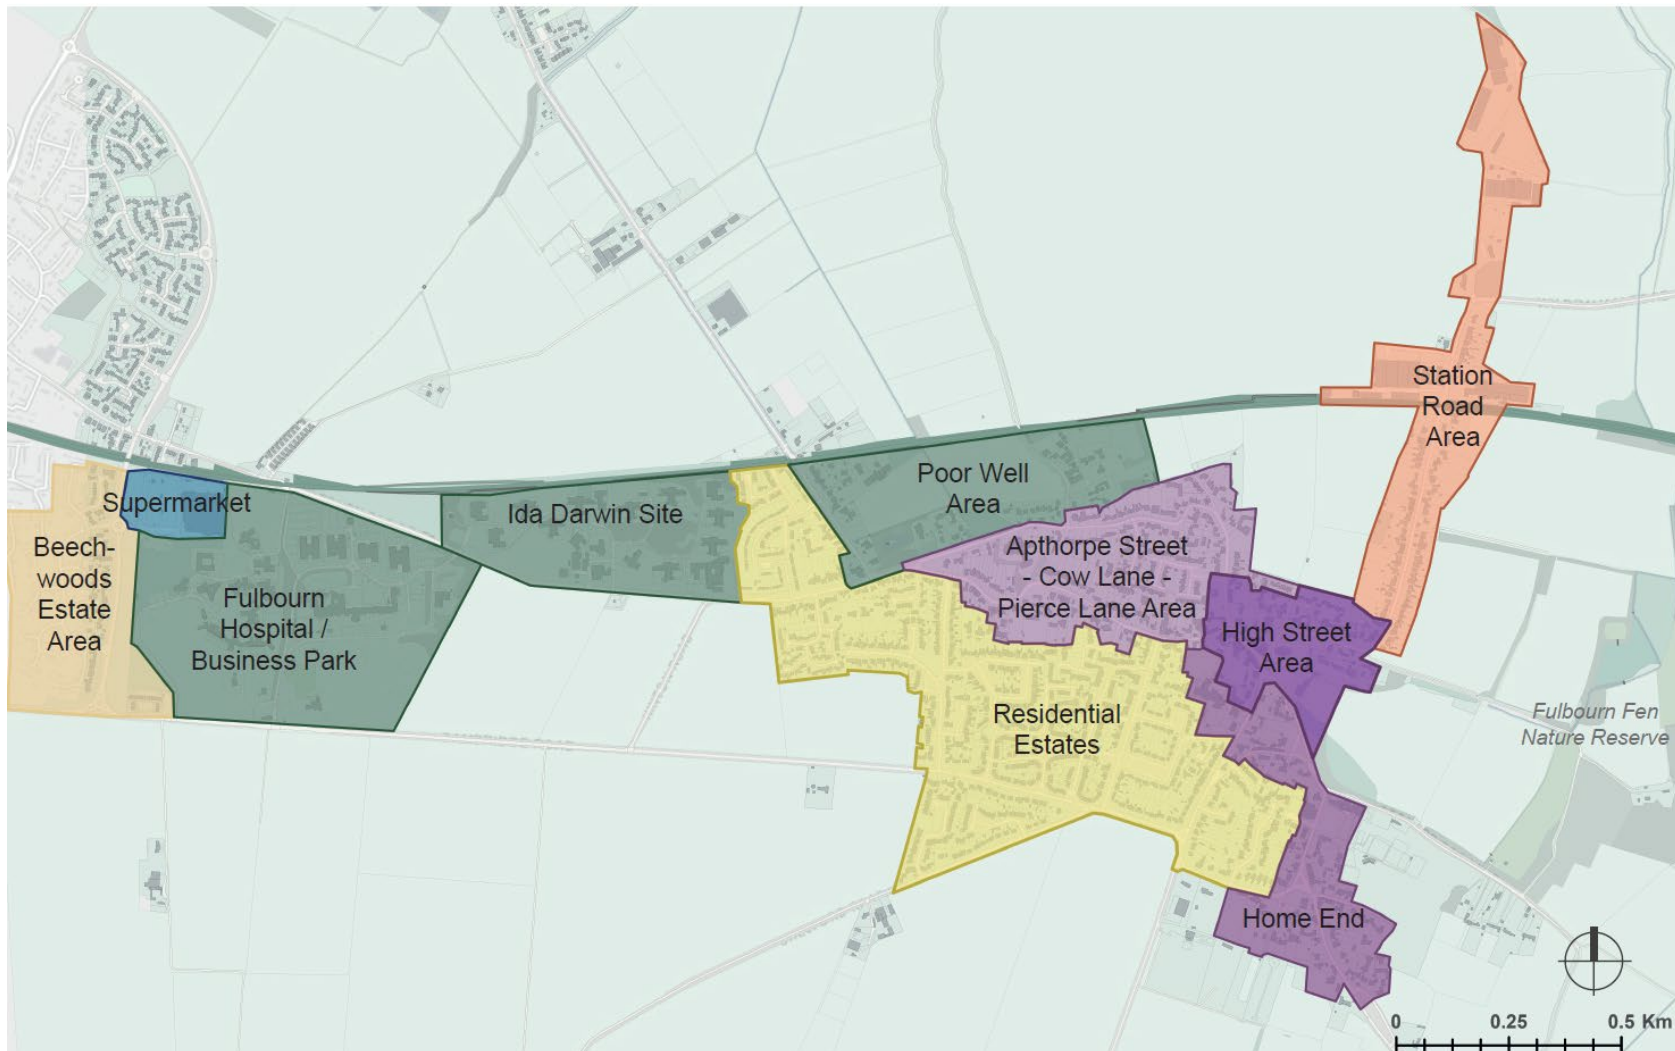 Station
Road
Area
Poor Well
Area
Supermarket
Ida Darwin Site
Beech-
woods
Estate
Area
Apthorpe Street
- Cow Lane -
Pierce Lane Area
Fulbourn
Hospital /
Business Park
High Street
Area
Residential
Estates
Fulbourn Fen
Nature Reserve
Home End
0 0.25 0.5 Km